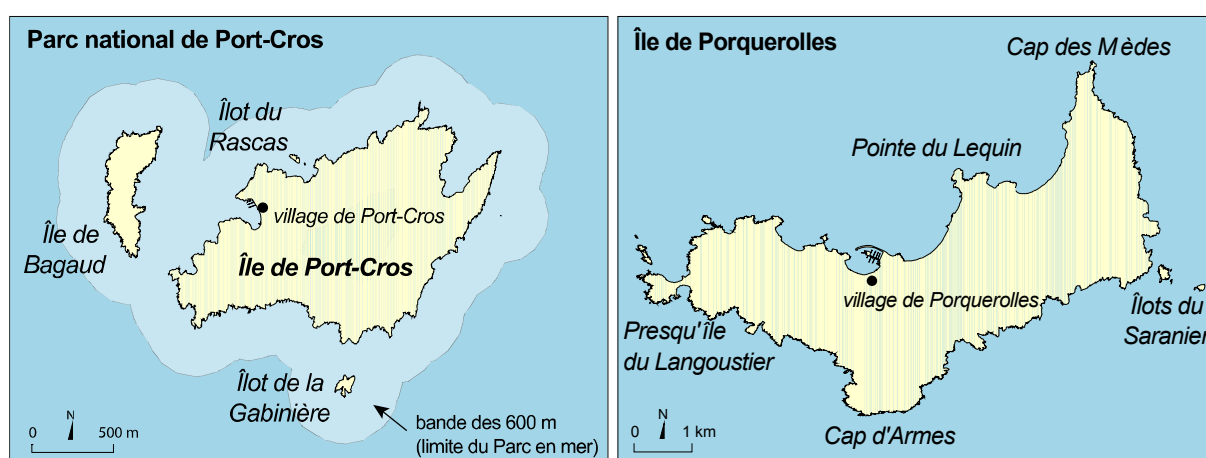 Parc national de Port-Cros
Îlot du
Rascas
village de Port-Cros
Île de
Bagaud
Île de Port-Cros
Îlot de la
Gabinière
bande des 600 m
(limite du Parc en mer)
N
0 500 m
Île de Porquerolles
Cap des Mèdes
Pointe du Lequin
village de Porquerolles
Presqu'île
du Langoustier
Îlots du
Saranier
Cap d'Armes
N
0 1 km